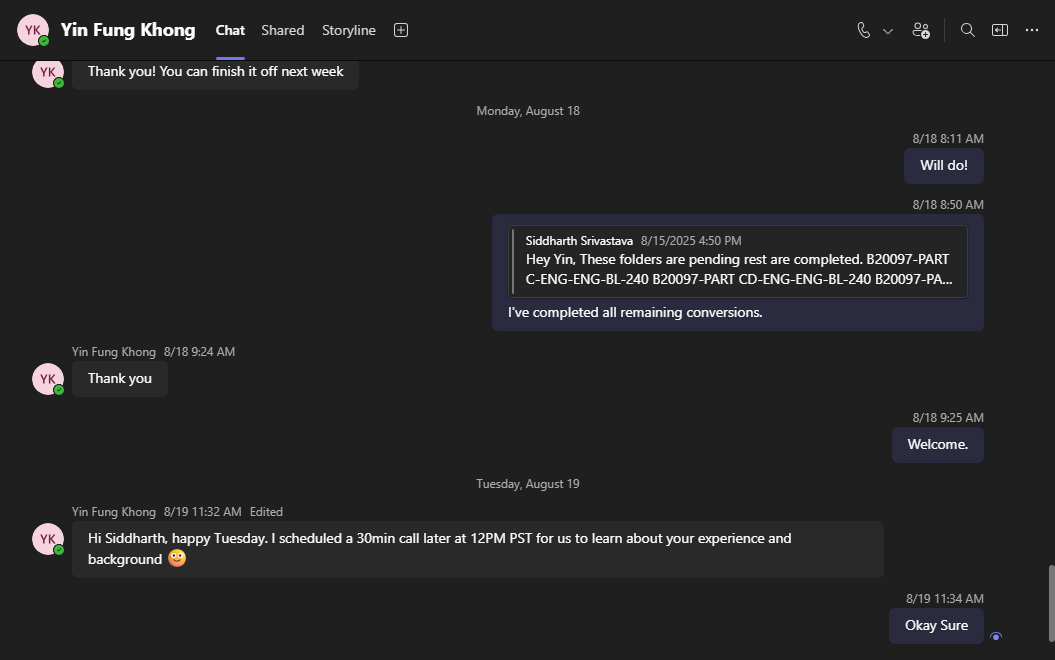 YK Yin Fung Khong Chat Shared Storyline
YK Thank you! You can finish it off next week
Monday, August 18
8/18 8:11 AM
Will do!
8/18 8:50 AM
Siddharth Srivastava 8/15/2025 4:50 PM
Hey Yin, These folders are pending rest are completed. B20097-PART
C-ENG-ENG-BL-240 B20097-PART CD-ENG-ENG-BL-240 B20097-PA...
I've completed all remaining conversions.
Yin Fung Khong 8/18 9:24 AM
YK Thank you
8/18 9:25 AM
Welcome.
Tuesday, August 19
Yin Fung Khong 8/19 11:32 AM Edited
YK Hi Siddharth, happy Tuesday. I scheduled a 30min call later at 12PM PST for us to learn about your experience and
background
8/19 11:34 AM
Okay Sure